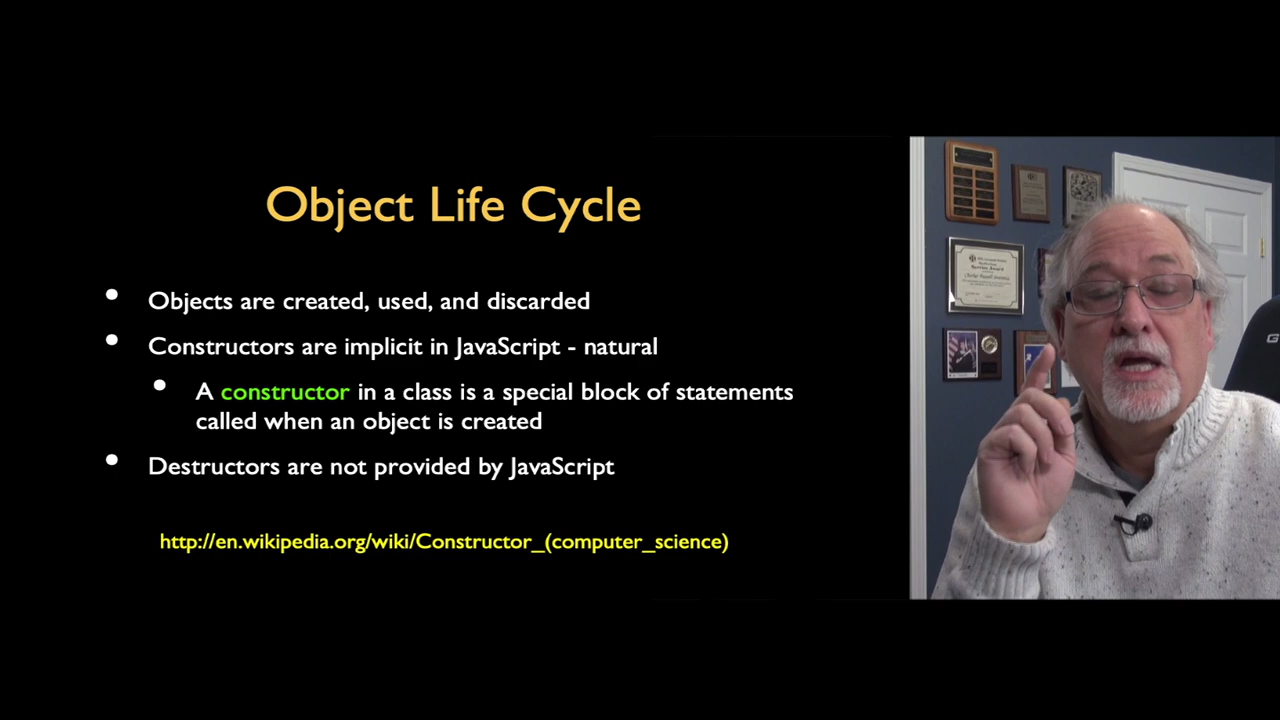 Object Life Cycle
• Objects are created, used, and discarded
• Constructors are implicit in JavaScript - natural
• A constructor in a class is a special block of statements
called when an object is created
• Destructors are not provided by JavaScript
http://en.wikipedia.org/wiki/Constructor_(computer_science)